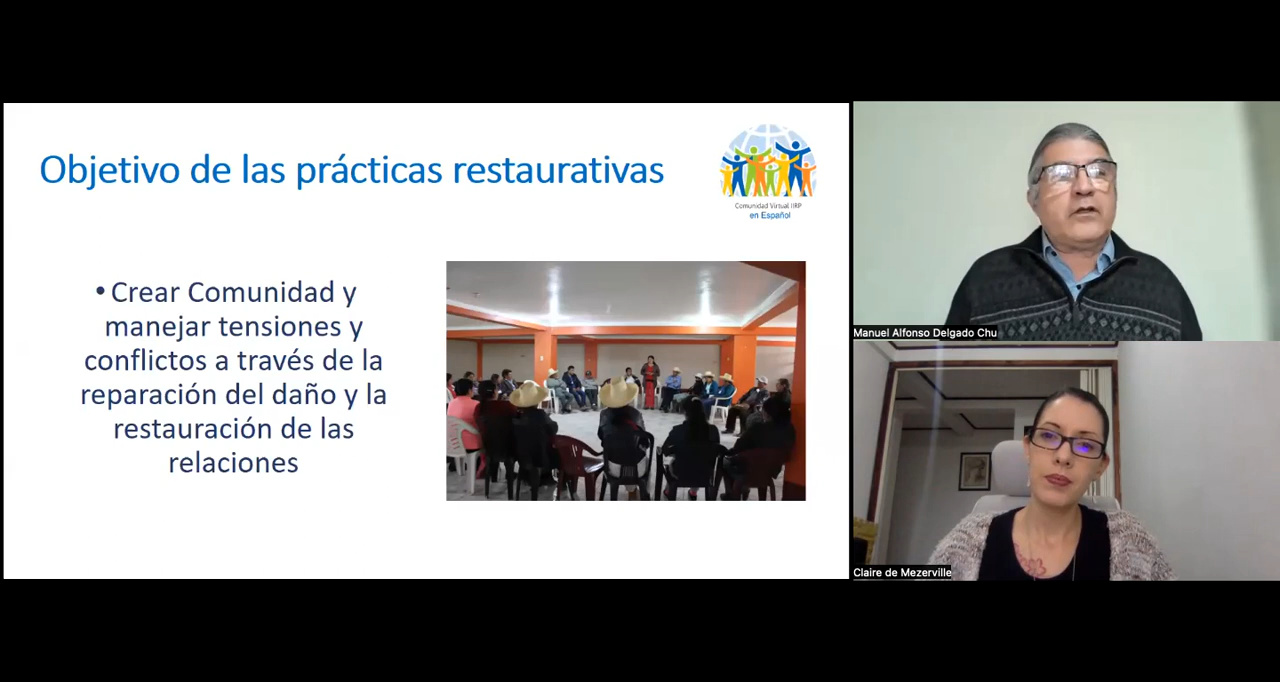 Objetivo de las prácticas restaurativas
Comunidad Virtual IIRP
en Español
• Crear Comunidad y
manejar tensiones y
conflictos a través de la
reparación del daño y la
restauración de las
relaciones
Manuel Alfonso Delgado Chu
Claire de Mezerville